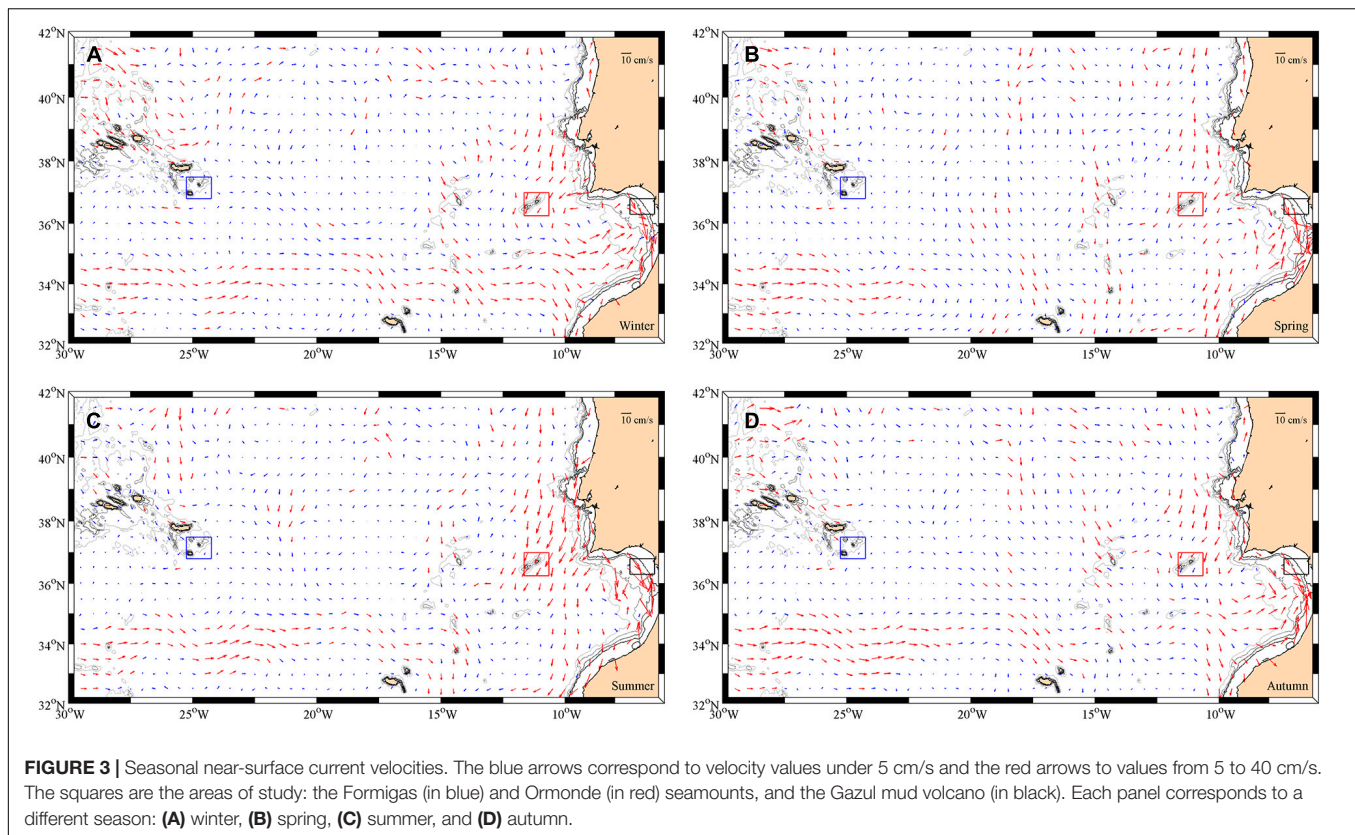 42°N
40°N
38°N
36°N
34°N
32°N
30°W
25°W
20°W
15°W
10°W
A
10 cm/s
Winter
42°N
40°N
38°N
36°N
34°N
32°N
25°W
20°W
15°W
10°W
B
10 cm/s
Spring
42°N
40°N
38°N
36°N
34°N
32°N
30°W
25°W
20°W
15°W
10°W
C
10 cm/s
Summer
42°N
40°N
38°N
36°N
34°N
32°N
25°W
20°W
15°W
10°W
D
10 cm/s
Autumn
FIGURE 3 | Seasonal near-surface current velocities. The blue arrows correspond to velocity values under 5 cm/s and the red arrows to values from 5 to 40 cm/s.
The squares are the areas of study: the Formigas (in blue) and Ormonde (in red) seamounts, and the Gazul mud volcano (in black). Each panel corresponds to a
different season: (A) winter, (B) spring, (C) summer, and (D) autumn.